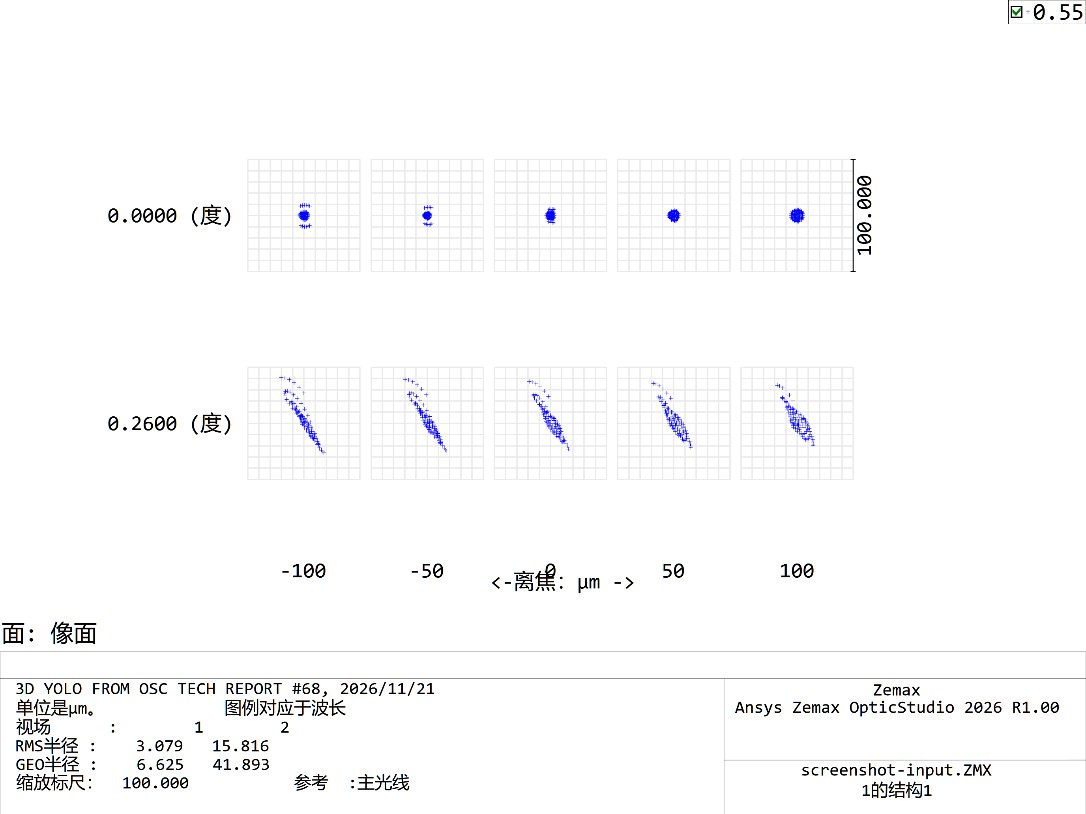 0.55
0.0000 (度)
100.000
0.2600 (度)
-100 -50 0 50 100
<-离焦: µm ->
面: 像面
3D YOLO FROM OSC TECH REPORT #68, 2026/11/21
单位是µm。 图例对应于波长
视场 : 1 2
RMS半径 : 3.079 15.816
GEO半径 : 6.625 41.893
缩放标尺: 100.000 参考 :主光线
Zemax
Ansys Zemax OpticStudio 2026 R1.00
screenshot-input.ZMX
1的结构1